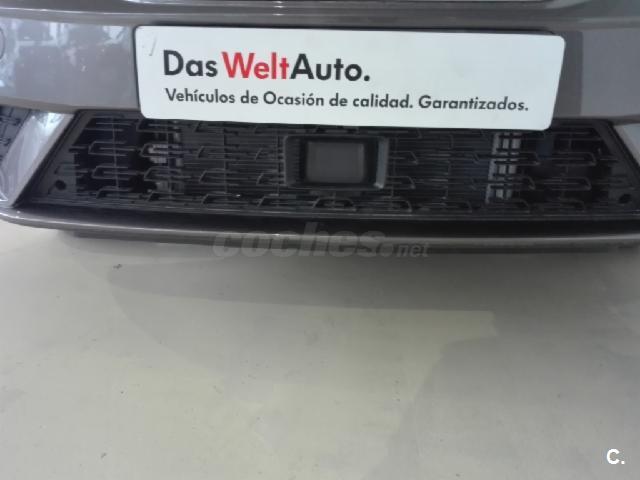 Das WeltAuto.
Vehículos de Ocasión de calidad. Garantizados.
coches.net
C.